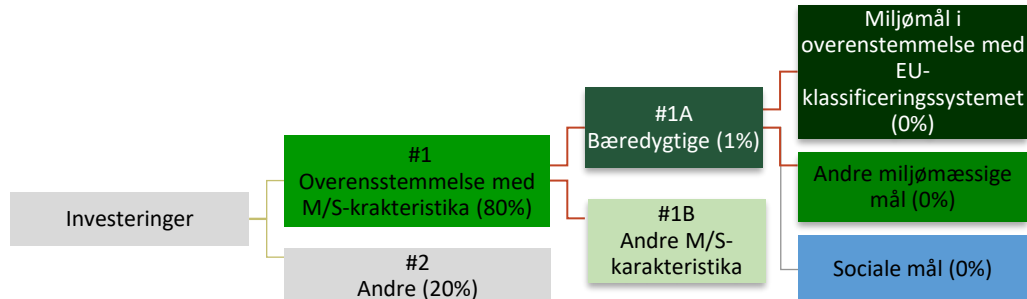 Investeringer
#1
Overensstemmelse med
M/S-krakteristika (80%)
#2
Andre (20%)
#1A
Bæredygtige (1%)
#1B
Andre M/S-
karakteristika
Miljømål i
overenstemmelse med
EU-
klassificeringssystemet
(0%)
Andre miljømæssige
mål (0%)
Sociale mål (0%)